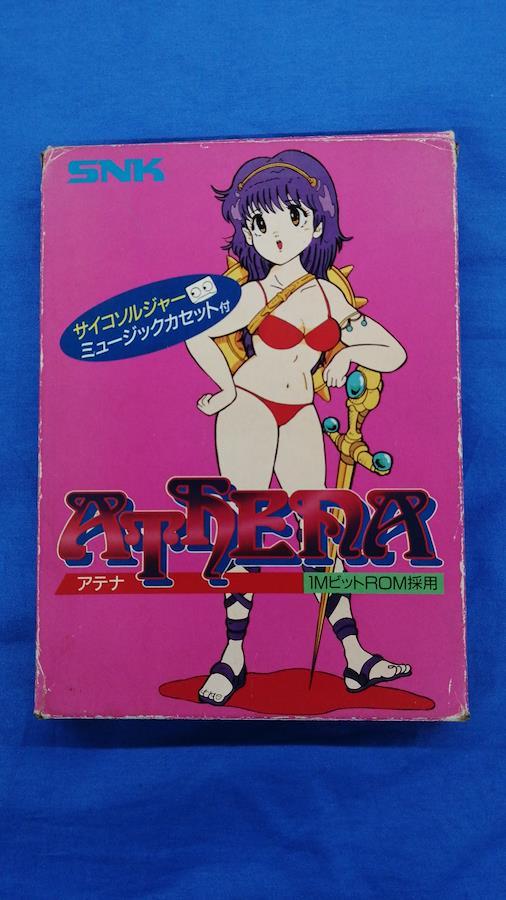 SNK
サイコソルジャー
ミュージックカセット付
ATHENA
アテナ
1MビットROM採用